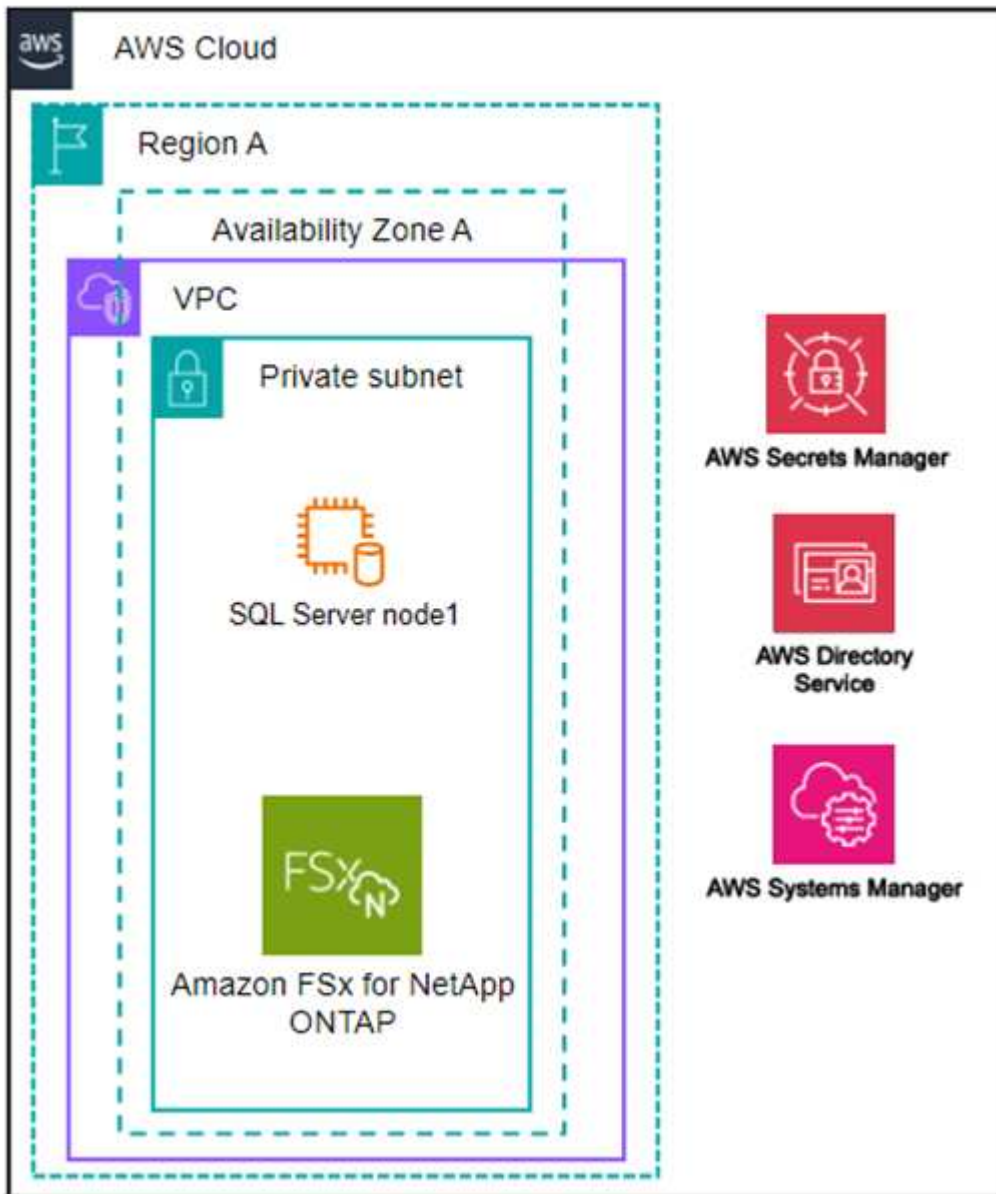 aws
AWS Cloud
Region A
Availability Zone A
VPC
Private subnet
SQL Server node1
FSx
N
Amazon FSx for NetApp
ONTAP
AWS Secrets Manager
AWS Directory
Service
AWS Systems Manager